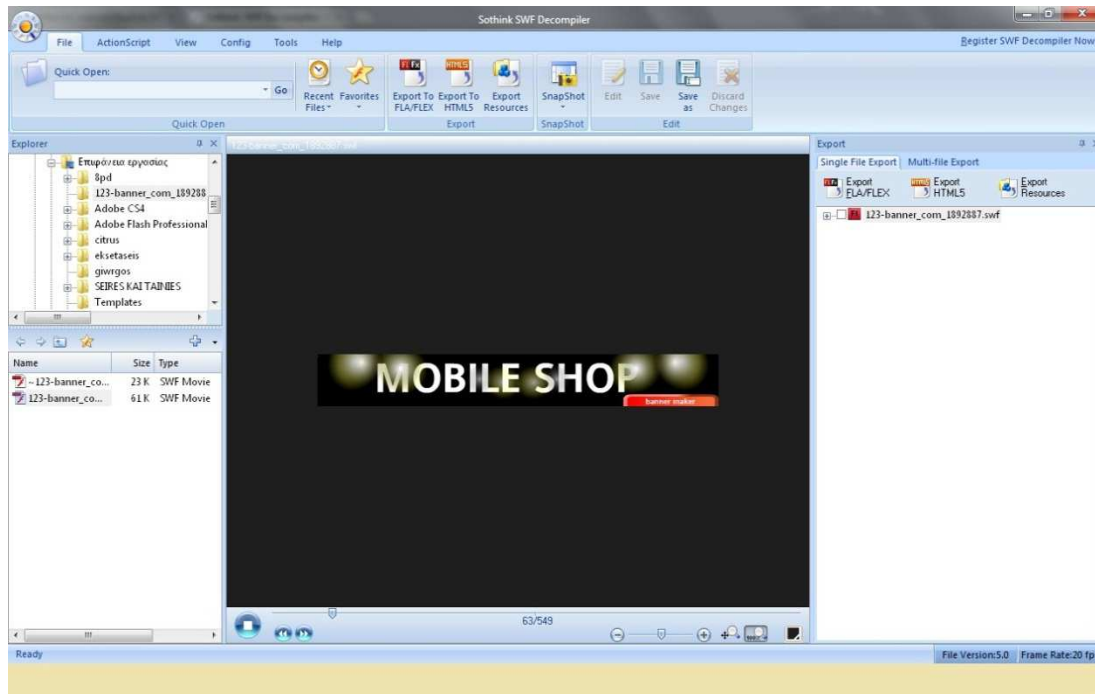 Sothink SWF Decompiler
File ActionScript View Config Tools Help Register SWF Decompiler Now
Quick Open:
Go
Recent Files Favorites
Export To FLA/FLEX Export To HTML5 Export Resources
SnapShot
Edit Save Save as Discard Changes
Quick Open Export SnapShot Edit
Explorer
123-banner_com_1892887.swf
Export
Επιφάνεια εργασίας
8pd
123-banner_com_189288
Adobe CS4
Adobe Flash Professional
citrus
eksetaseis
giwrgos
SEIRES KAI TAINIES
Templates
Name Size Type
~123-banner_co... 23 K SWF Movie
123-banner_co... 61 K SWF Movie
MOBILE SHOP
banner maker
63/549
Single File Export Multi-file Export
Export FLA/FLEX Export HTML5 Export Resources
FL 123-banner_com_1892887.swf
Ready File Version:5.0 Frame Rate:20 fp